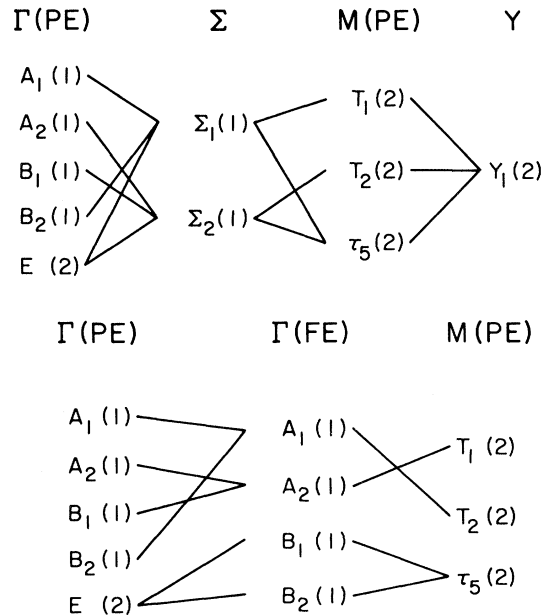 Γ(PE) Σ M(PE) Y
A₁(1)
A₂(1)
B₁(1)
B₂(1)
E (2)
Σ₁(1)
Σ₂(1)
T₁(2)
T₂(2)
τ₅(2)
Y₁(2)
Γ(PE) Γ(FE) M(PE)
A₁(1)
A₂(1)
B₁(1)
B₂(1)
E (2)
A₁(1)
A₂(1)
B₁(1)
B₂(1)
T₁(2)
T₂(2)
τ₅(2)